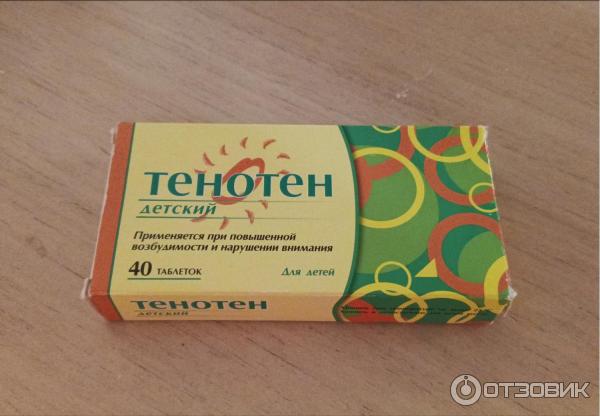 ТЕНОТЕН
детский
Применяется при повышенной
возбудимости и нарушении внимания
40 ТАБЛЕТОК
Для детей
ТЕНОТЕН
детский
ОТЗОВИК